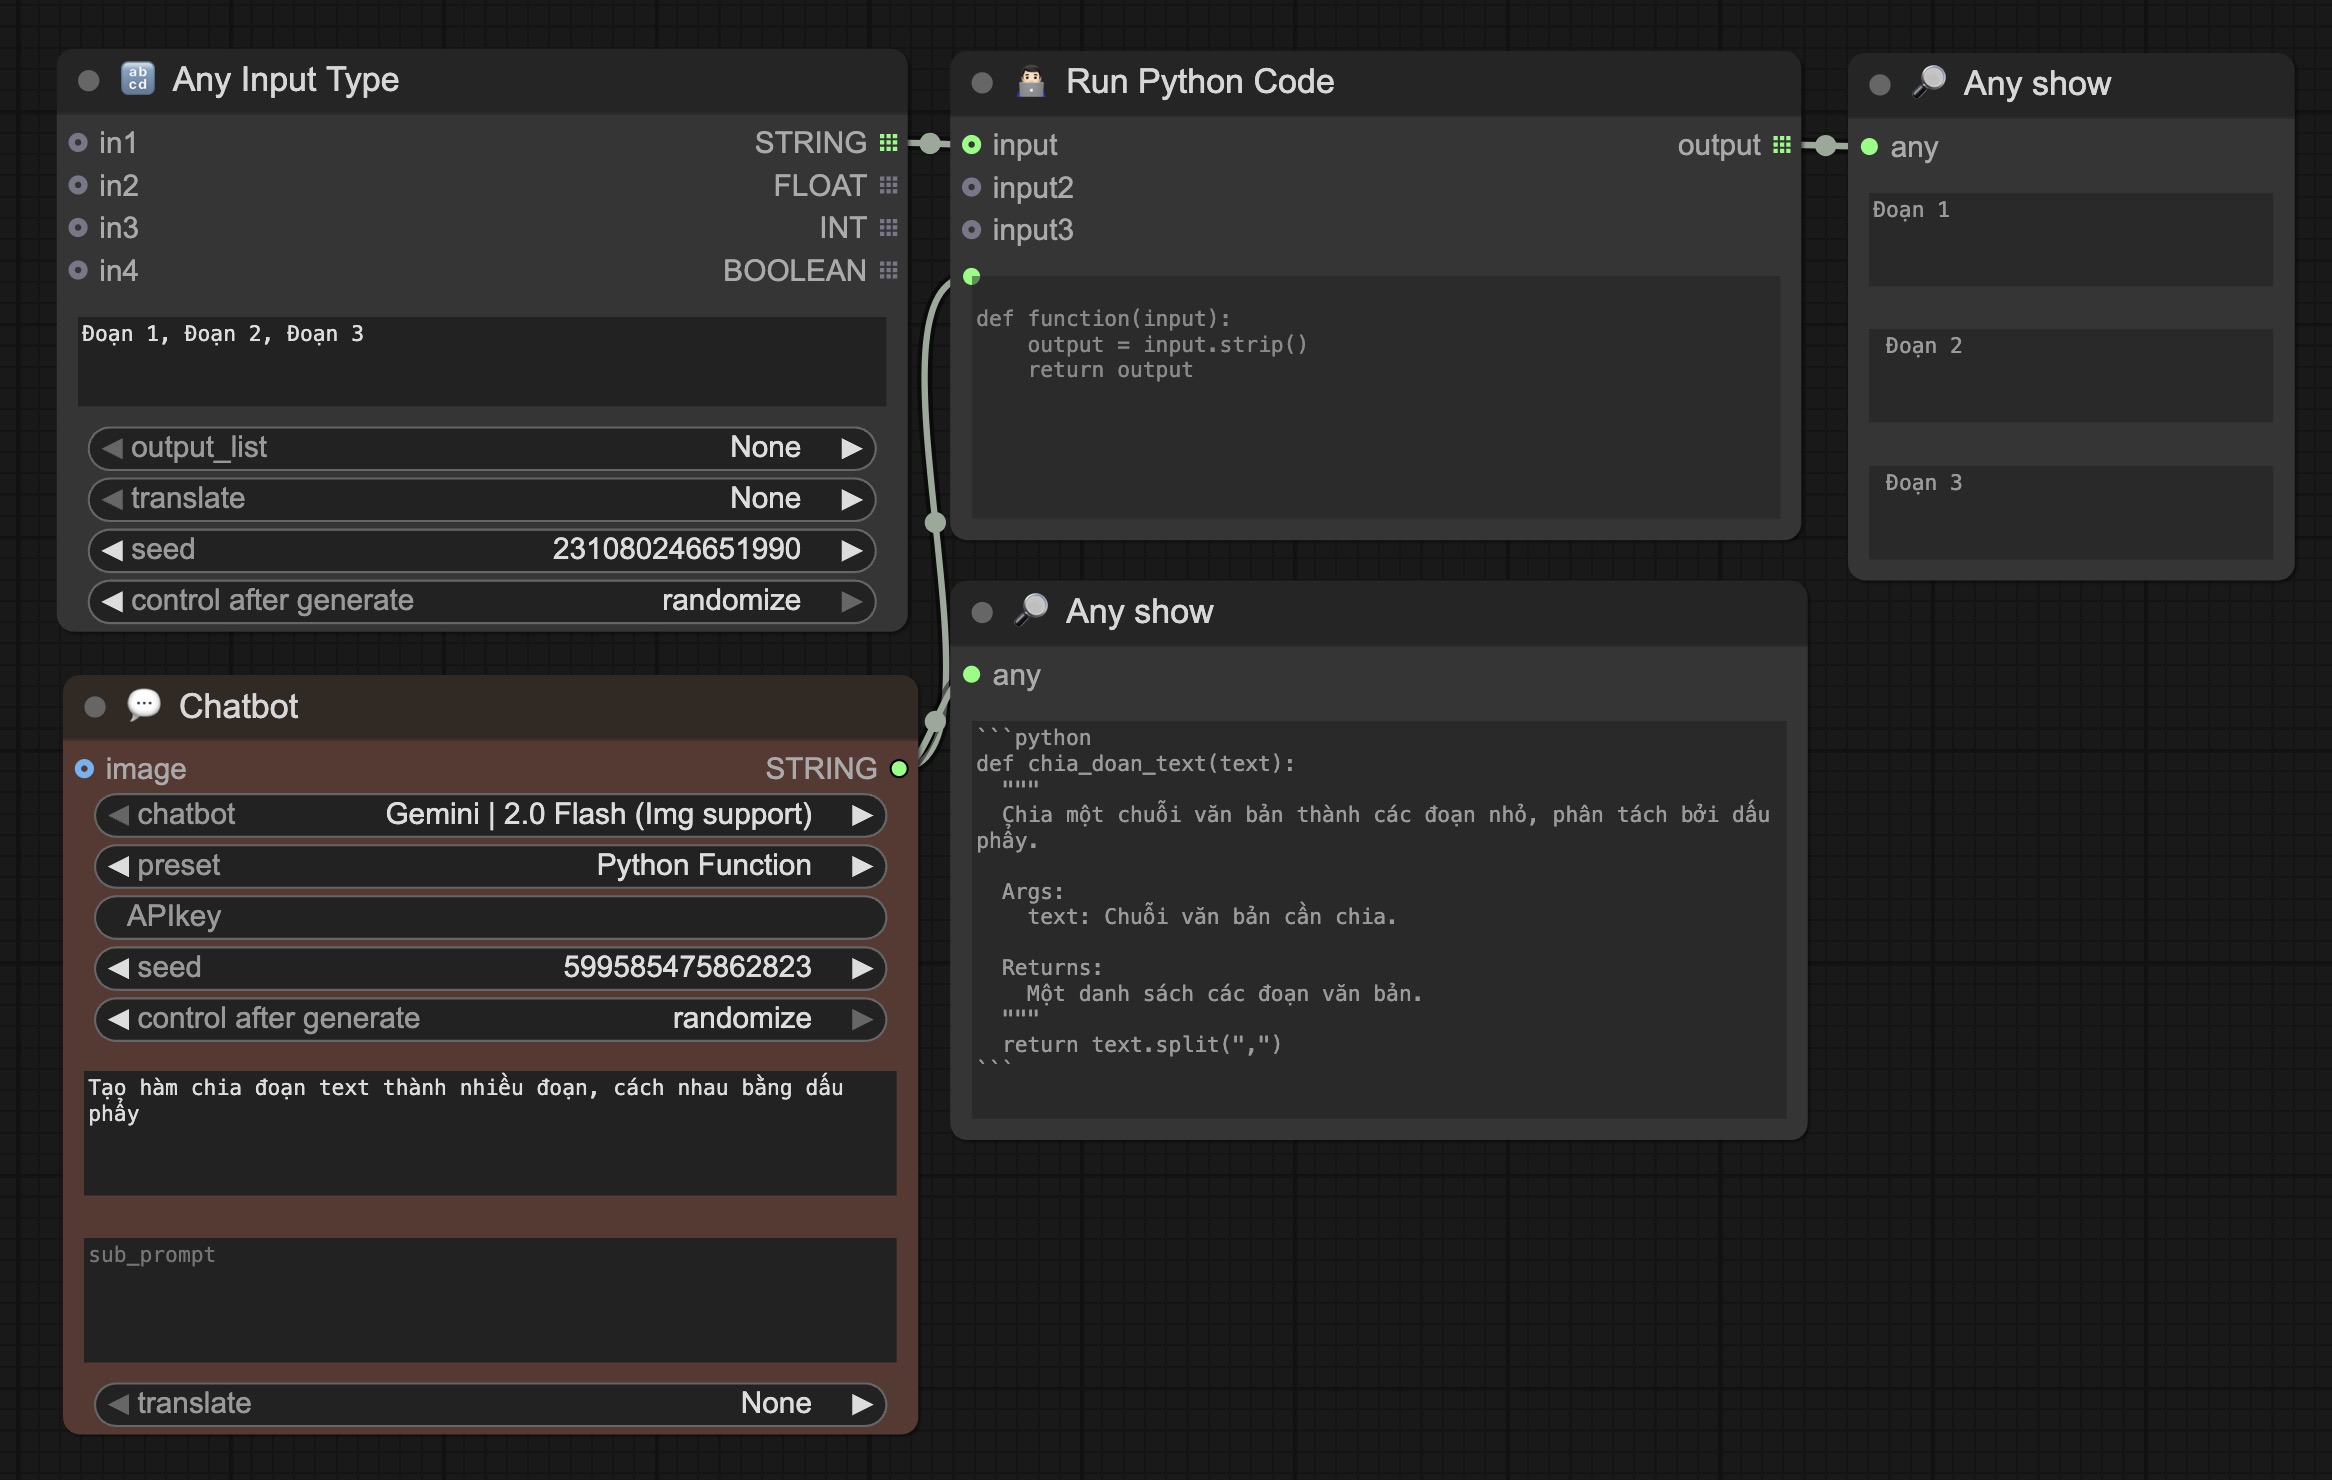 Any Input Type
in1
STRING
in2
FLOAT
in3
INT
in4
BOOLEAN
Đoạn 1, Đoạn 2, Đoạn 3
output_list
None
translate
None
seed
231080246651990
control after generate
randomize
Run Python Code
input
output
input2
input3
def function(input):
    output = input.strip()
    return output
Any show
any
Đoạn 1
Đoạn 2
Đoạn 3
Chatbot
image
STRING
chatbot
Gemini | 2.0 Flash (Img support)
preset
Python Function
APIkey
seed
599585475862823
control after generate
randomize
Tạo hàm chia đoạn text thành nhiều đoạn, cách nhau bằng dấu
phẩy
sub_prompt
translate
None
Any show
any
```python
def chia_doan_text(text):
  """
  Chia một chuỗi văn bản thành các đoạn nhỏ, phân tách bởi dấu
phẩy.
  Args:
    text: Chuỗi văn bản cần chia.
  Returns:
    Một danh sách các đoạn văn bản.
  """
  return text.split(",")
```